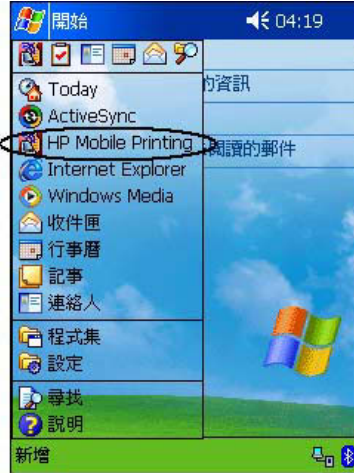 開始 04:19
Today
的資訊
ActiveSync
HP Mobile Printing
閱讀的郵件
Internet Explorer
Windows Media
收件匣
行事曆
記事
連絡人
程式集
設定
尋找
說明
新增